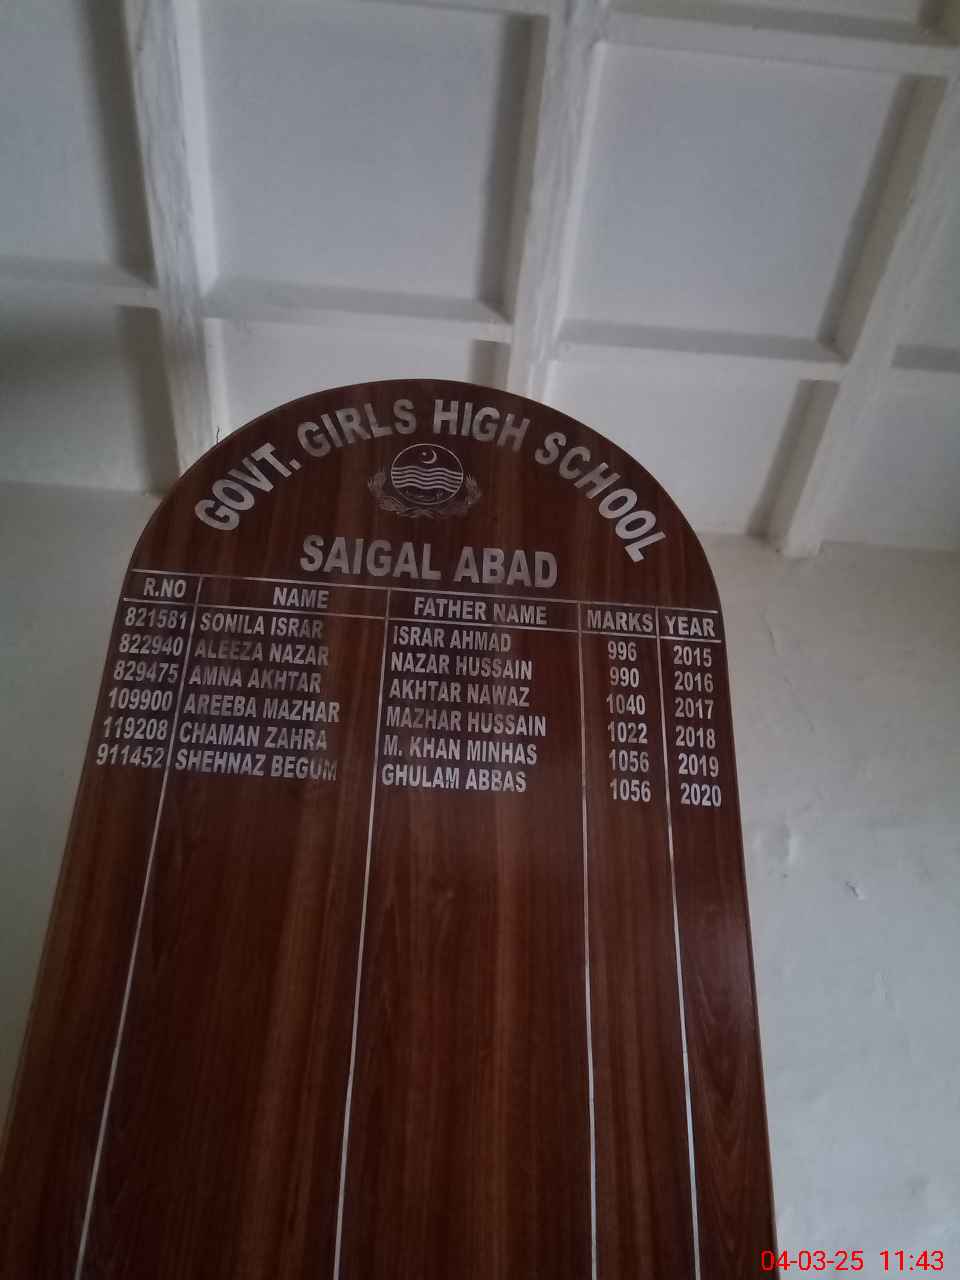 GOVT. GIRLS HIGH SCHOOL
SAIGAL ABAD
R.NO NAME FATHER NAME MARKS YEAR
821581 SONILA ISRAR ISRAR AHMAD 996 2015
822940 ALEEZA NAZAR NAZAR HUSSAIN 990 2016
829475 AMNA AKHTAR AKHTAR NAWAZ 1040 2017
109900 AREEBA MAZHAR MAZHAR HUSSAIN 1022 2018
119208 CHAMAN ZAHRA M. KHAN MINHAS 1056 2019
911452 SHEHNAZ BEGUM GHULAM ABBAS 1056 2020
04-03-25 11:43